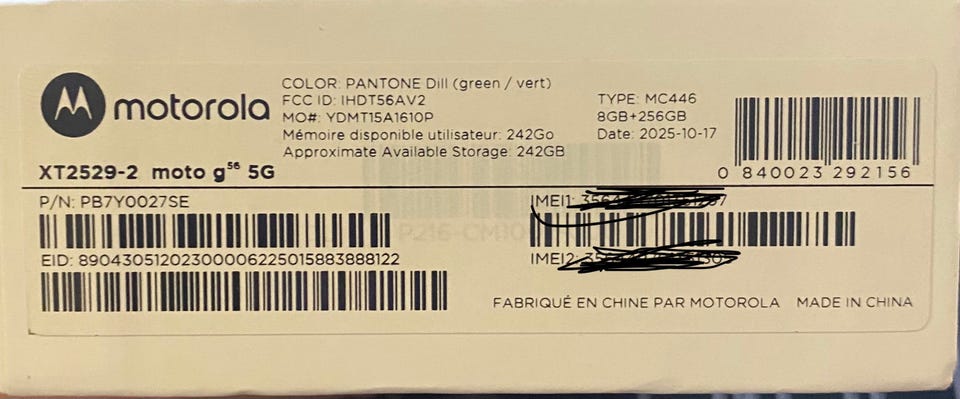 motorola
COLOR: PANTONE Dill (green / vert)
FCC ID: IHDT56AV2
MO#: YDMT15A1610P
Mémoire disponible utilisateur: 242Go
Approximate Available Storage: 242GB
TYPE: MC446
8GB+256GB
Date: 2025-10-17
0 840023 292156
XT2529-2 moto g56 5G
P/N: PB7Y0027SE
EID: 89043051202300006225015883888122
IMEI1:
IMEI2:
FABRIQUÉ EN CHINE PAR MOTOROLA MADE IN CHINA